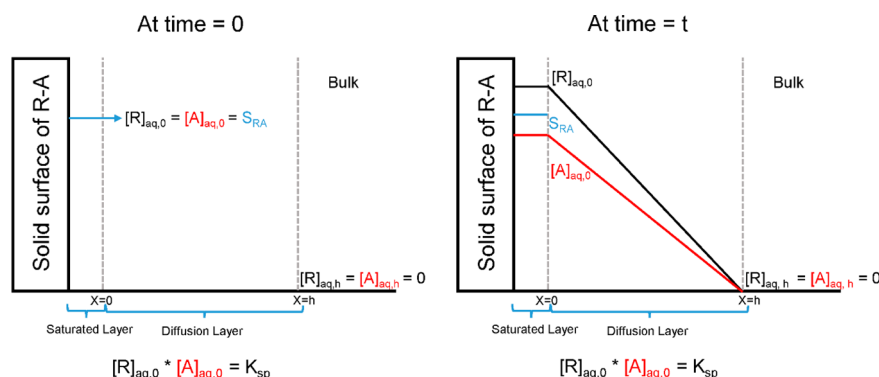 At time = 0
Solid surface of R-A
Bulk
[R]aq,0 = [A]aq,0 = SRA
[R]aq,h = [A]aq,h = 0
X=0
X=h
Saturated Layer
Diffusion Layer
[R]aq,0 * [A]aq,0 = Ksp
At time = t
Solid surface of R-A
Bulk
[R]aq,0
SRA
[A]aq,0
[R]aq, h = [A]aq, h = 0
X=0
X=h
Saturated Layer
Diffusion Layer
[R]aq,0 * [A]aq,0 = Ksp